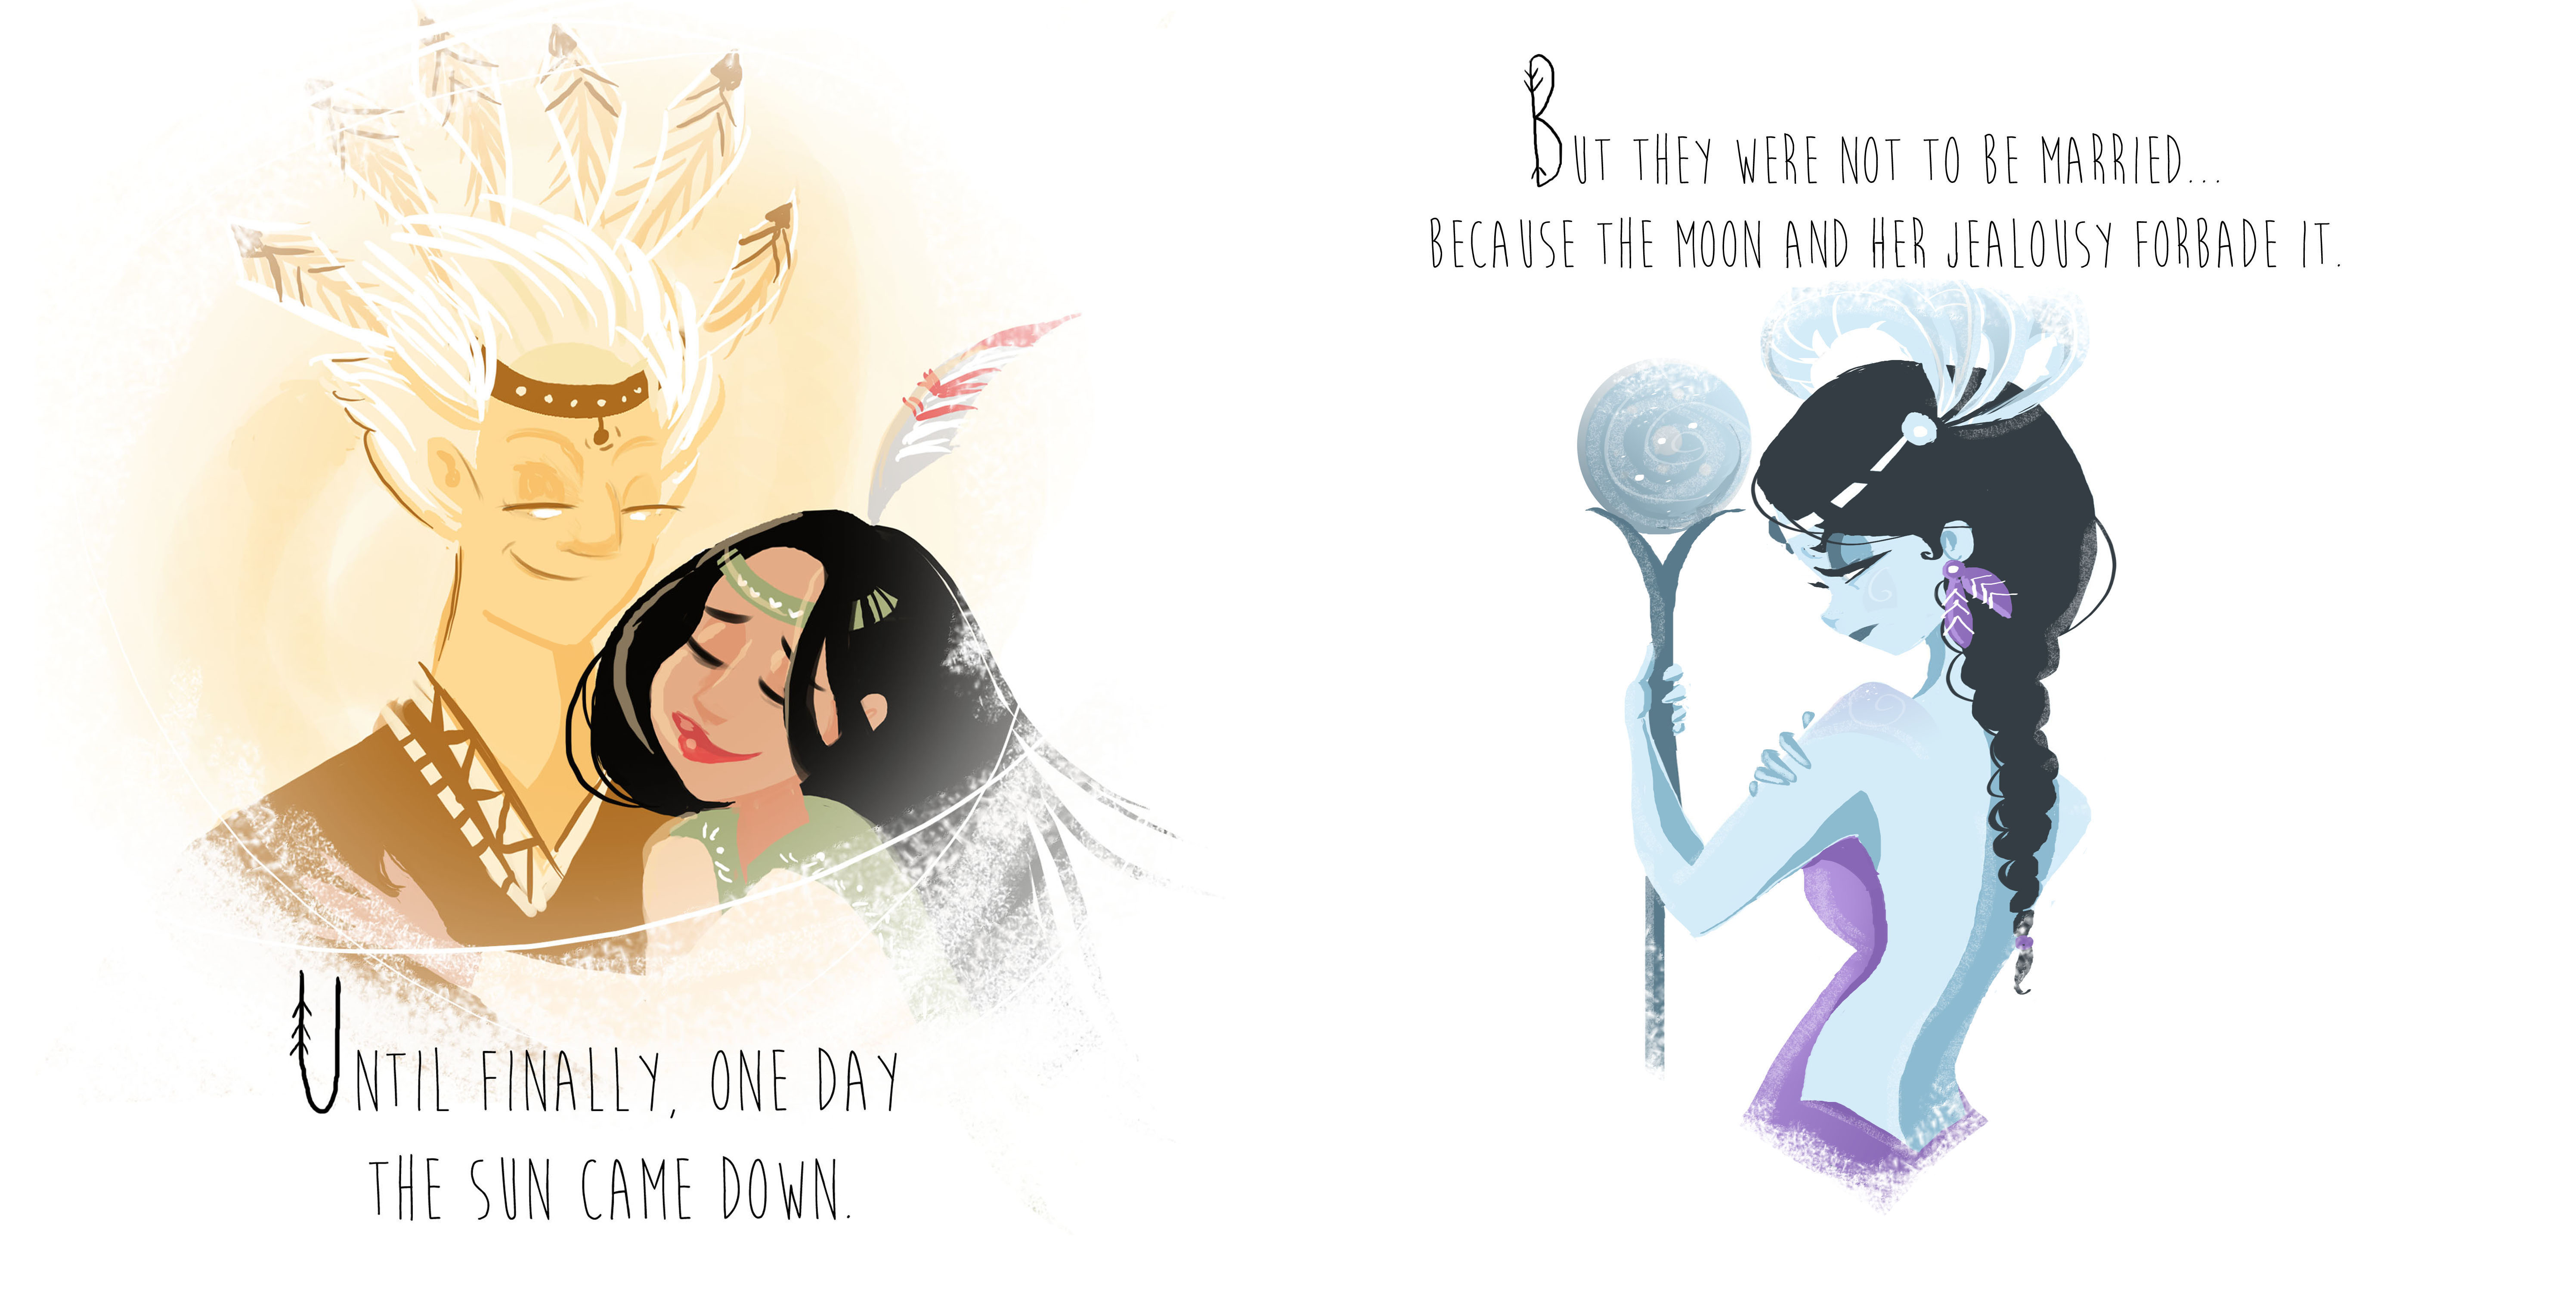 UNTIL FINALLY, ONE DAY
THE SUN CAME DOWN.
BUT THEY WERE NOT TO BE MARRIED...
BECAUSE THE MOON AND HER JEALOUSY FORBADE IT.